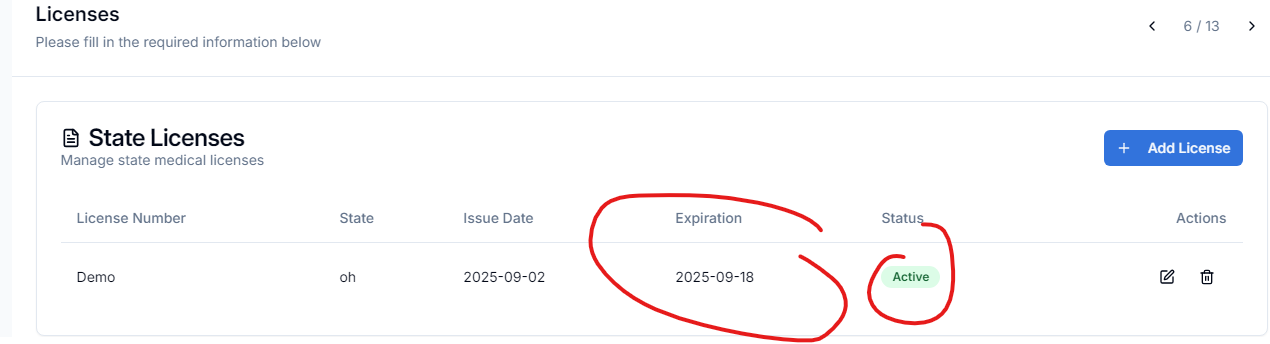 Licenses
Please fill in the required information below
6 / 13
State Licenses
Manage state medical licenses
Add License
License Number State Issue Date Expiration Status Actions
Demo oh 2025-09-02 2025-09-18 Active